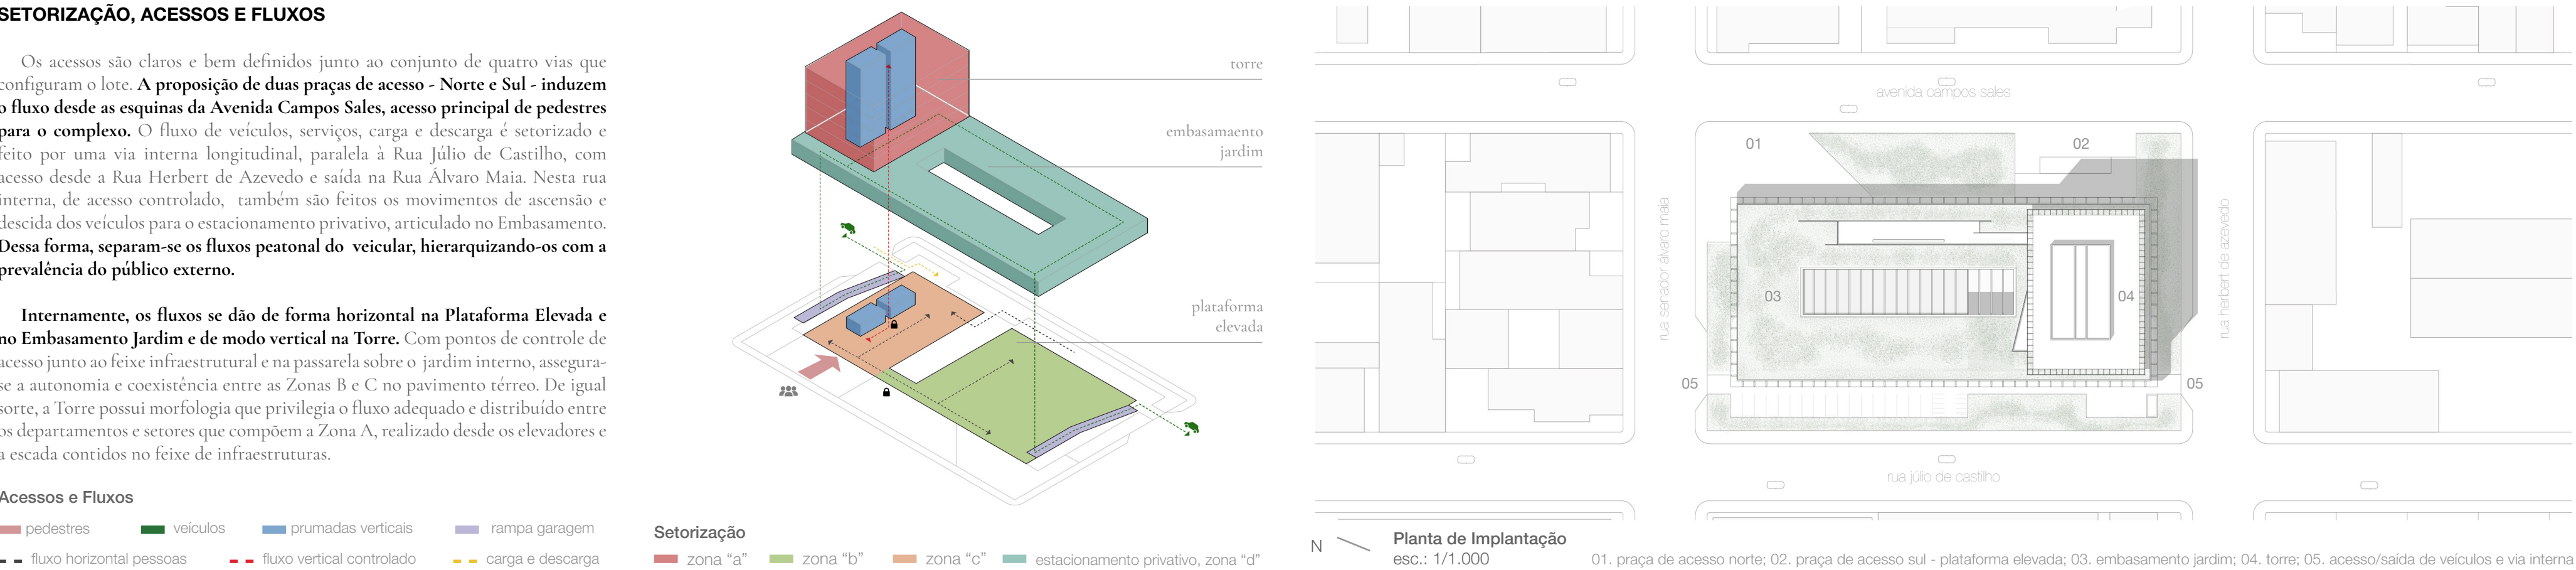 SETORIZAÇÃO, ACESSOS E FLUXOS
Os acessos são claros e bem definidos junto ao conjunto de quatro vias que
configuram o lote. A proposição de duas praças de acesso - Norte e Sul - induzem
o fluxo desde as esquinas da Avenida Campos Sales, acesso principal de pedestres
para o complexo. O fluxo de veículos, serviços, carga e descarga é setorizado e
feito por uma via interna longitudinal, paralela à Rua Júlio de Castilho, com
acesso desde a Rua Herbert de Azevedo e saída na Rua Álvaro Maia. Nesta rua
interna, de acesso controlado, também são feitos os movimentos de ascensão e
descida dos veículos para o estacionamento privativo, articulado no Embasamento.
Dessa forma, separam-se os fluxos peatonal do veicular, hierarquizando-os com a
prevalência do público externo.
Internamente, os fluxos se dão de forma horizontal na Plataforma Elevada e
no Embasamento Jardim e de modo vertical na Torre. Com pontos de controle de
acesso junto ao feixe infraestrutural e na passarela sobre o jardim interno, assegura-
se a autonomia e coexistência entre as Zonas B e C no pavimento térreo. De igual
sorte, a Torre possui morfologia que privilegia o fluxo adequado e distribuído entre
os departamentos e setores que compõem a Zona A, realizado desde os elevadores e
a escada contidos no feixe de infraestruturas.
Acessos e Fluxos
pedestres
veículos
prumadas verticais
rampa garagem
fluxo horizontal pessoas
fluxo vertical controlado
carga e descarga
torre
embasamaento
jardim
plataforma
elevada
Setorização
zona "a"
zona "b"
zona "c"
estacionamento privativo, zona "d"
avenida campos sales
01
02
rua senador álvaro maia
rua herbert de azevedo
03
04
05
05
rua júlio de castilho
N
Planta de Implantação
esc.: 1/1.000
01. praça de acesso norte; 02. praça de acesso sul - plataforma elevada; 03. embasamento jardim; 04. torre; 05. acesso/saída de veículos e via interna